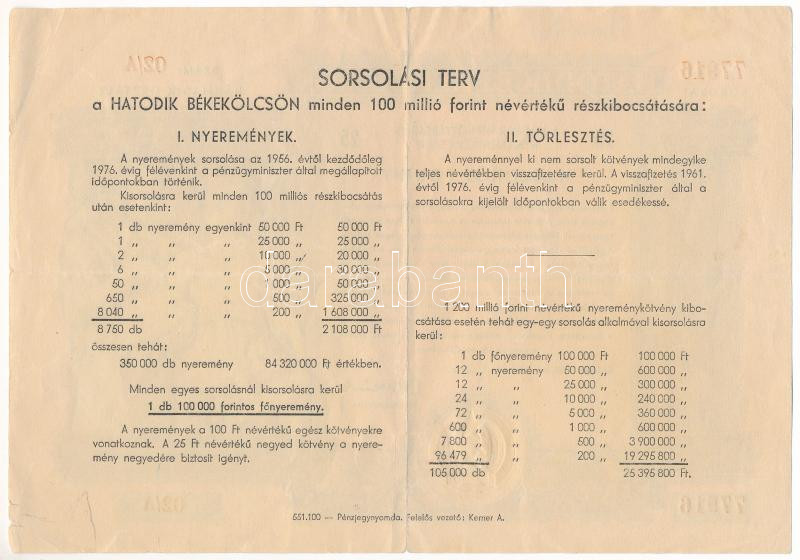 SORSOLÁSI TERV
a HATODIK BÉKEKÖLCSÖN minden 100 millió forint névértékű részkibocsátására:
I. NYEREMÉNYEK.
A nyeremények sorsolása az 1956. évtől kezdődőleg
1976. évig félévenkint a pénzügyminiszter által megállapított
időpontokban történik.
Kisorsolásra kerül minden 100 milliós részkibocsátás
után esetenkint:
1 db nyeremény egyenkint 50 000 Ft 50 000 Ft
1 „ „ „ 25 000 „ 25 000 „
2 „ „ „ 10 000 „ 20 000 „
6 „ „ „ 5 000 „ 30 000 „
50 „ „ „ 1 000 „ 50 000 „
650 „ „ „ 500 „ 325 000 „
8 040 „ „ „ 200 „ 1 608 000 „
8 750 db 2 108 000 Ft
összesen tehát:
350 000 db nyeremény 84 320 000 Ft értékben.
Minden egyes sorsolásnál kisorsolásra kerül
1 db 100 000 forintos főnyeremény.
A nyeremények a 100 Ft névértékű egész kötvényekre
vonatkoznak. A 25 Ft névértékű negyed kötvény a nyere-
mény negyedére biztosit igényt.
II. TÖRLESZTÉS.
A nyereménnyel ki nem sorsolt kötvények mindegyike
teljes névértékben visszafizetésre kerül. A visszafizetés 1961.
évtől 1976. évig félévenkint a pénzügyminiszter által a
sorsolásokra kijelölt időpontokban válik esedékessé.
1 200 millió forint névértékű nyereménykötvény kibo-
csátása esetén tehát egy-egy sorsolás alkalmával kisorsolásra
kerül:
1 db főnyeremény 100 000 Ft 100 000 Ft
12 „ nyeremény 50 000 „ 600 000 „
12 „ „ 25 000 „ 300 000 „
24 „ „ 10 000 „ 240 000 „
72 „ „ 5 000 „ 360 000 „
600 „ „ 1 000 „ 600 000 „
7 800 „ „ 500 „ 3 900 000 „
96 479 „ „ 200 „ 19 295 800 „
105 000 db 25 395 800 Ft.
551.100 — Pénzjegynyomda. Felelős vezető: Kemer A.
darabanth